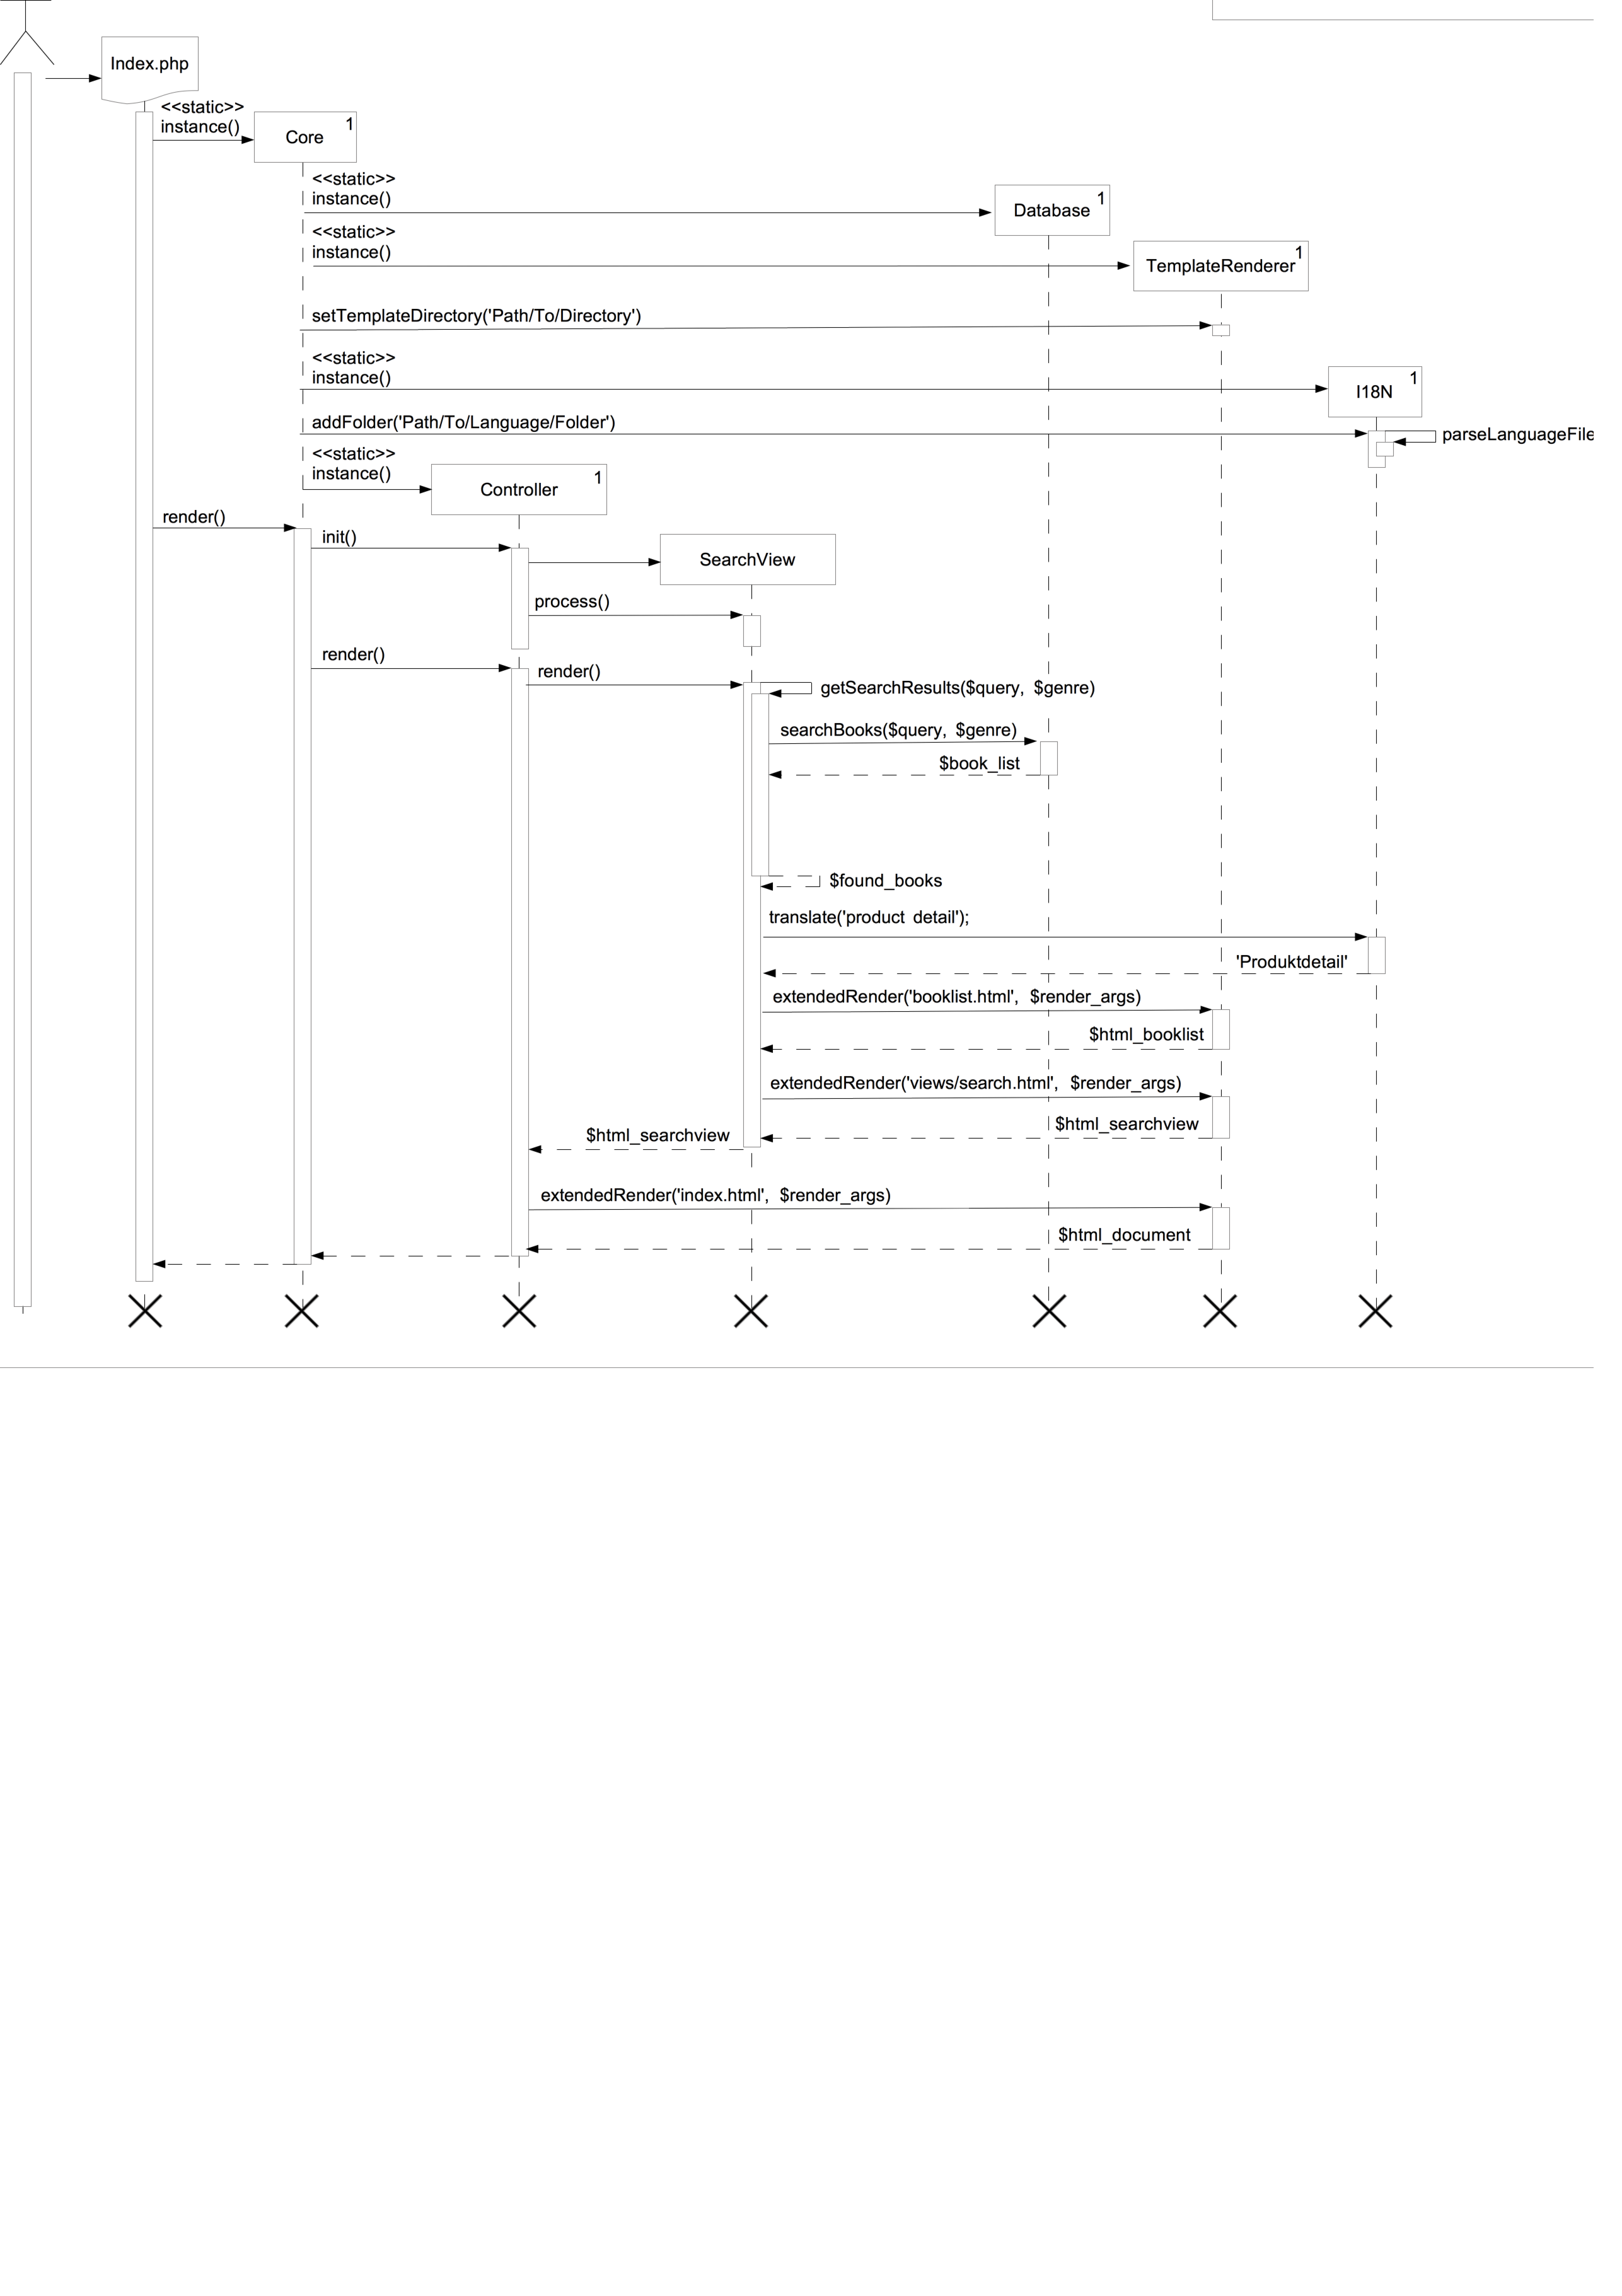 Index.php
<<static>>
instance()
Core
1
<<static>>
instance()
Database
1
<<static>>
instance()
TemplateRenderer
1
setTemplateDirectory('Path/To/Directory')
<<static>>
instance()
I18N
1
addFolder('Path/To/Language/Folder')
parseLanguageFile
<<static>>
instance()
Controller
1
render()
init()
SearchView
process()
render()
render()
getSearchResults($query, $genre)
searchBooks($query, $genre)
$book_list
$found_books
translate('product detail');
'Produktdetail'
extendedRender('booklist.html', $render_args)
$html_booklist
extendedRender('views/search.html', $render_args)
$html_searchview
$html_searchview
extendedRender('index.html', $render_args)
$html_document